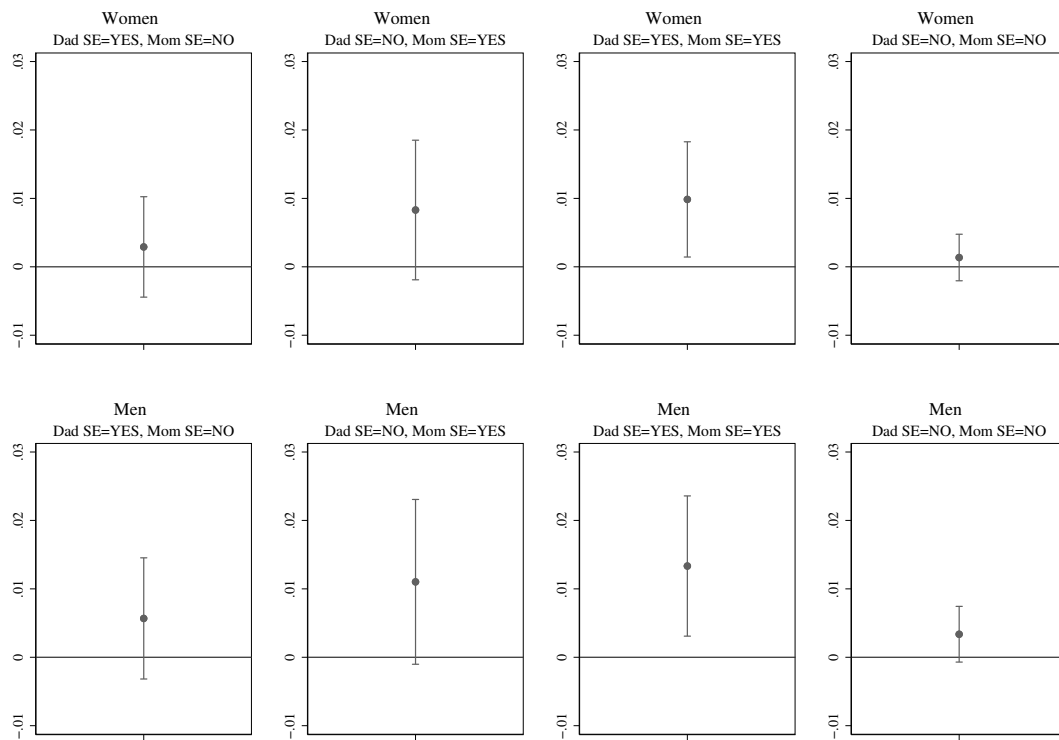 Women
Dad SE=YES, Mom SE=NO
.03
.02
.01
0
-.01
Women
Dad SE=NO, Mom SE=YES
.03
.02
.01
0
-.01
Women
Dad SE=YES, Mom SE=YES
.03
.02
.01
0
-.01
Women
Dad SE=NO, Mom SE=NO
.03
.02
.01
0
-.01
Men
Dad SE=YES, Mom SE=NO
.03
.02
.01
0
-.01
Men
Dad SE=NO, Mom SE=YES
.03
.02
.01
0
-.01
Men
Dad SE=YES, Mom SE=YES
.03
.02
.01
0
-.01
Men
Dad SE=NO, Mom SE=NO
.03
.02
.01
0
-.01